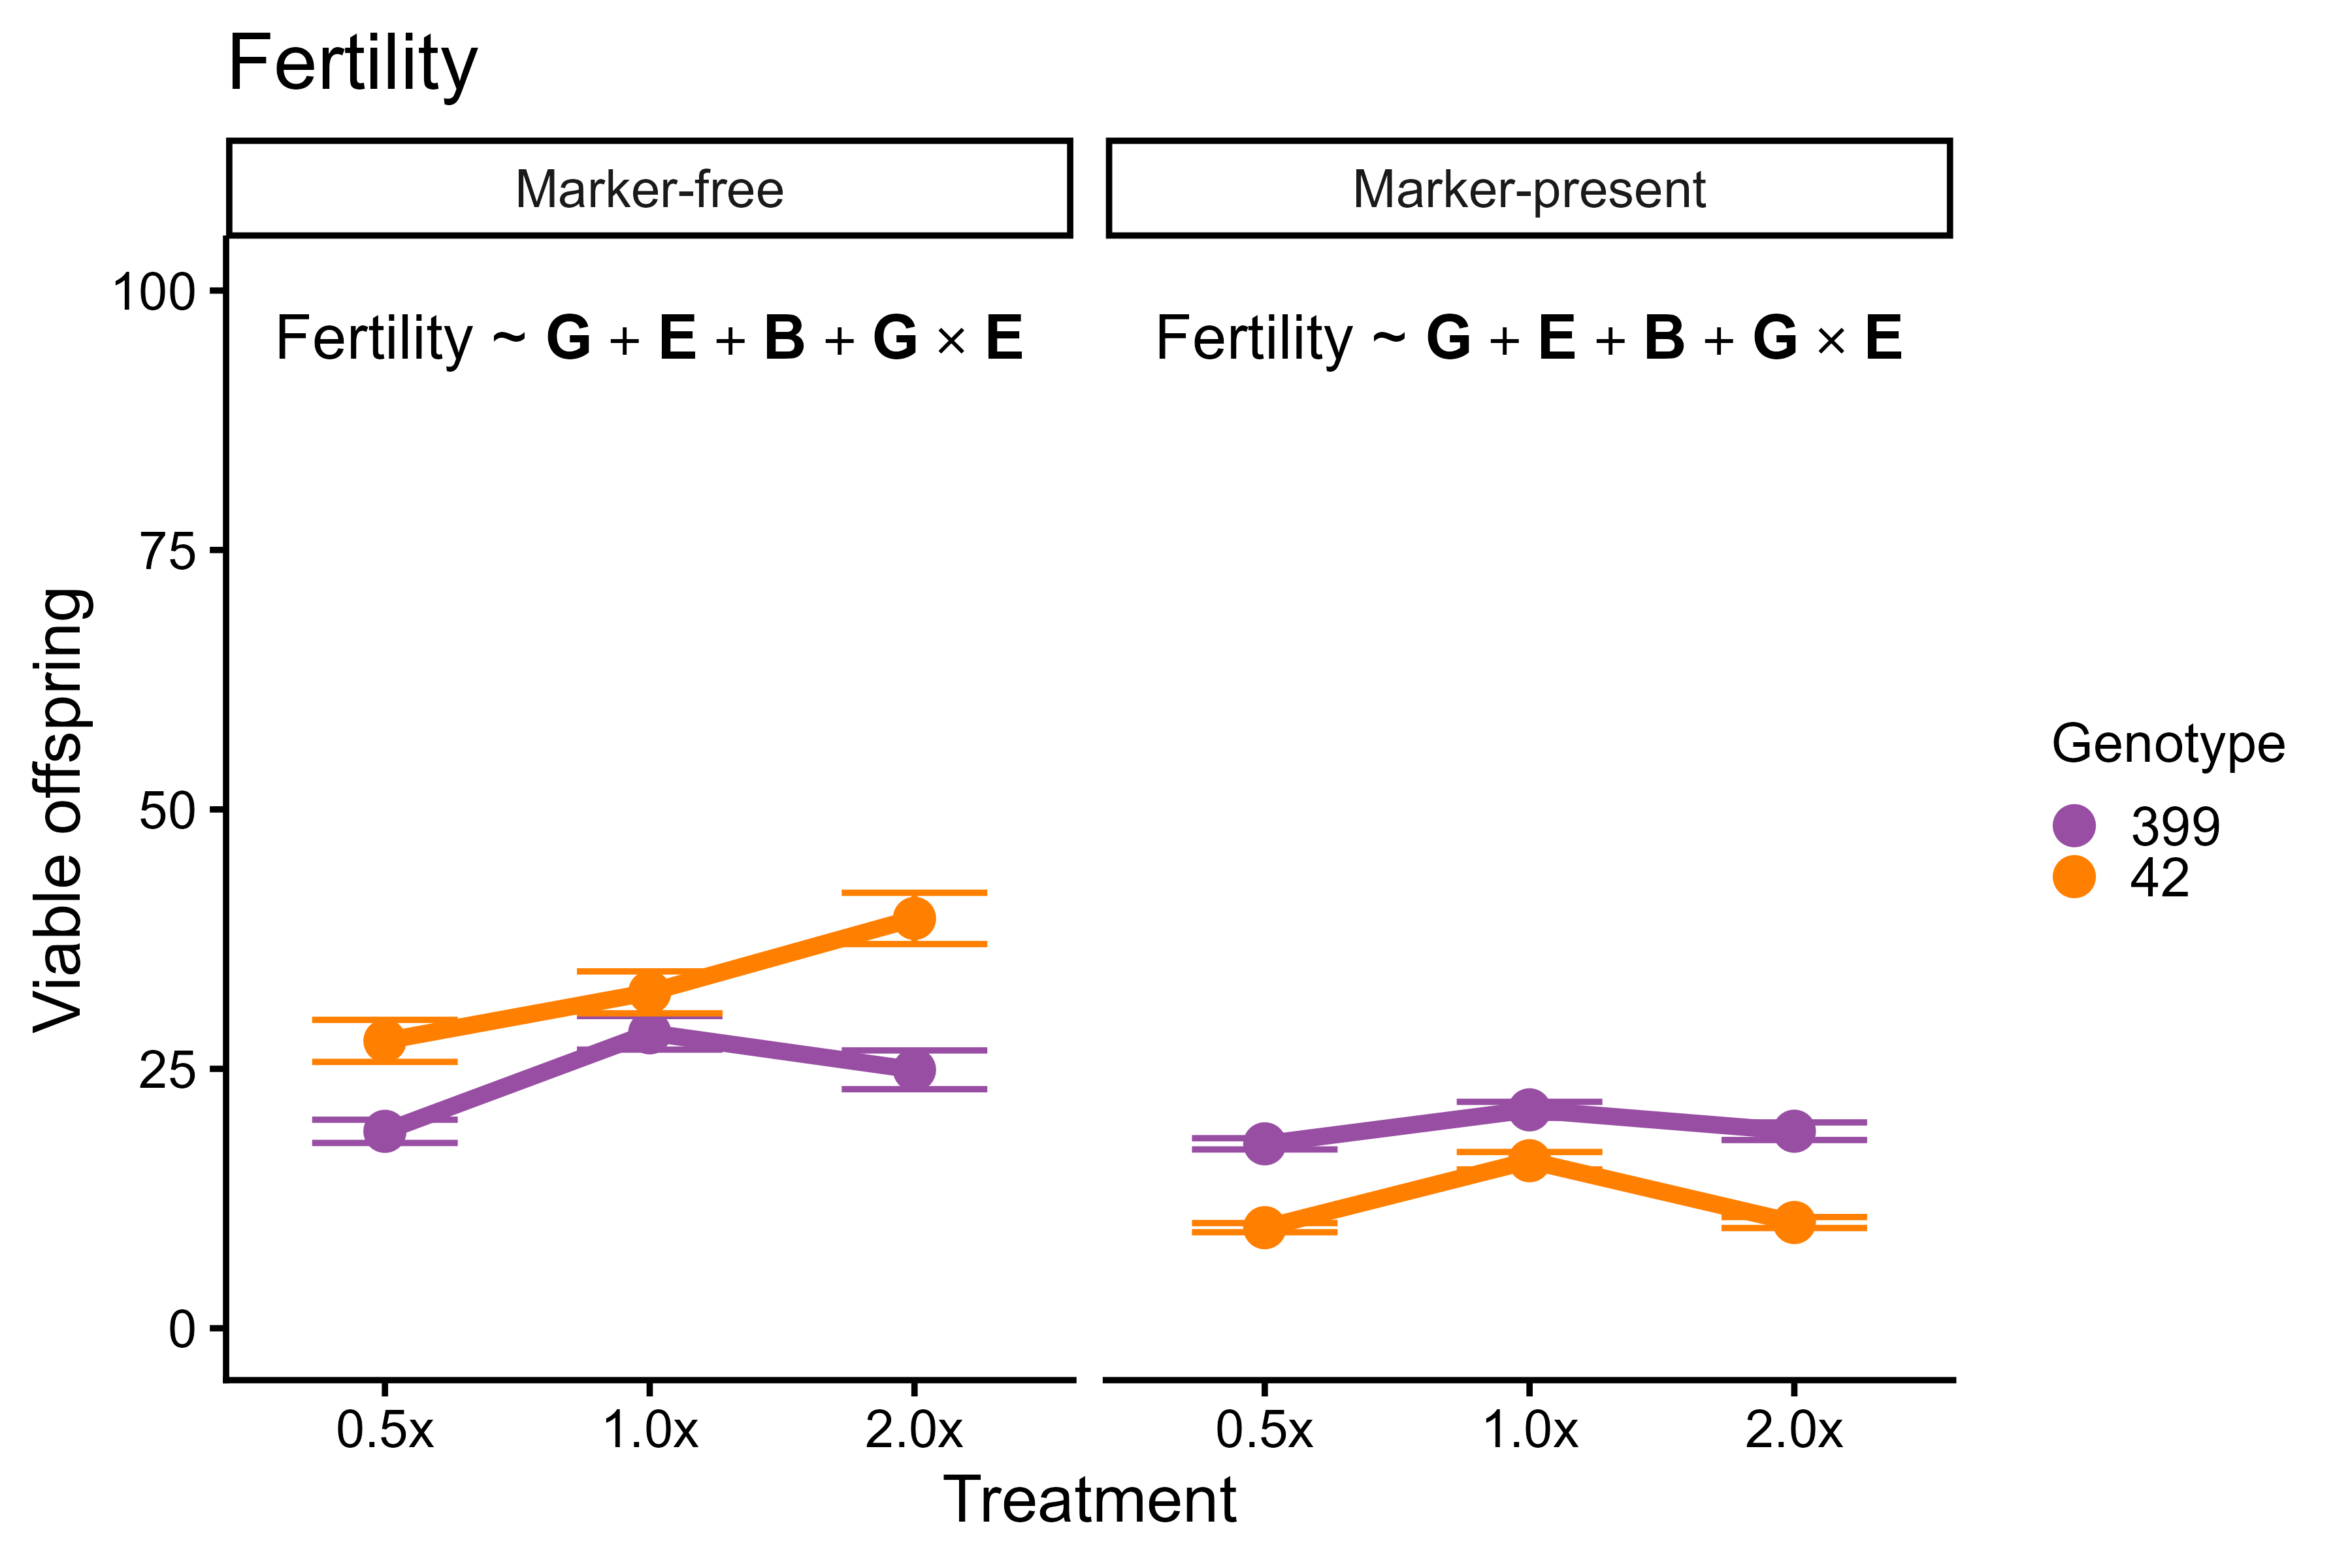 Fertility
Marker-free
Marker-present
Fertility ~ G + E + B + G × E
Fertility ~ G + E + B + G × E
100
75
50
25
0
Viable offspring
0.5x 1.0x 2.0x
0.5x 1.0x 2.0x
Treatment
Genotype
399
42